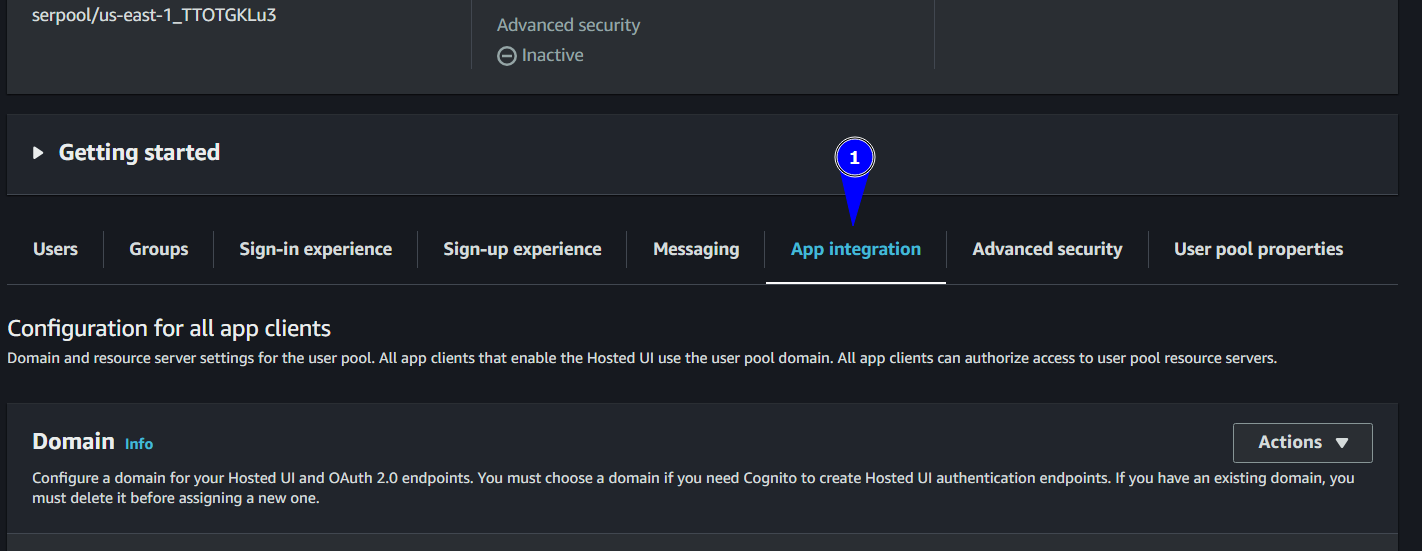 serpool/us-east-1_TTOTGKLu3
Advanced security
Inactive
Getting started
1
Users
Groups
Sign-in experience
Sign-up experience
Messaging
App integration
Advanced security
User pool properties
Configuration for all app clients
Domain and resource server settings for the user pool. All app clients that enable the Hosted UI use the user pool domain. All app clients can authorize access to user pool resource servers.
Domain Info
Actions
Configure a domain for your Hosted UI and OAuth 2.0 endpoints. You must choose a domain if you need Cognito to create Hosted UI authentication endpoints. If you have an existing domain, you
must delete it before assigning a new one.